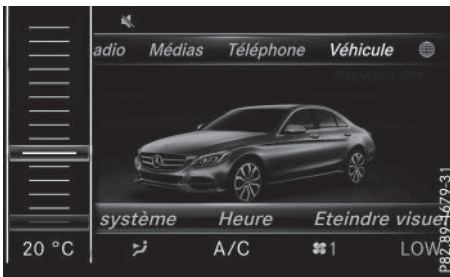 adio Médias Téléphone Véhicule
système Heure Eteindre visue
20 °C A/C 1 LOW
P82.89-1679-31